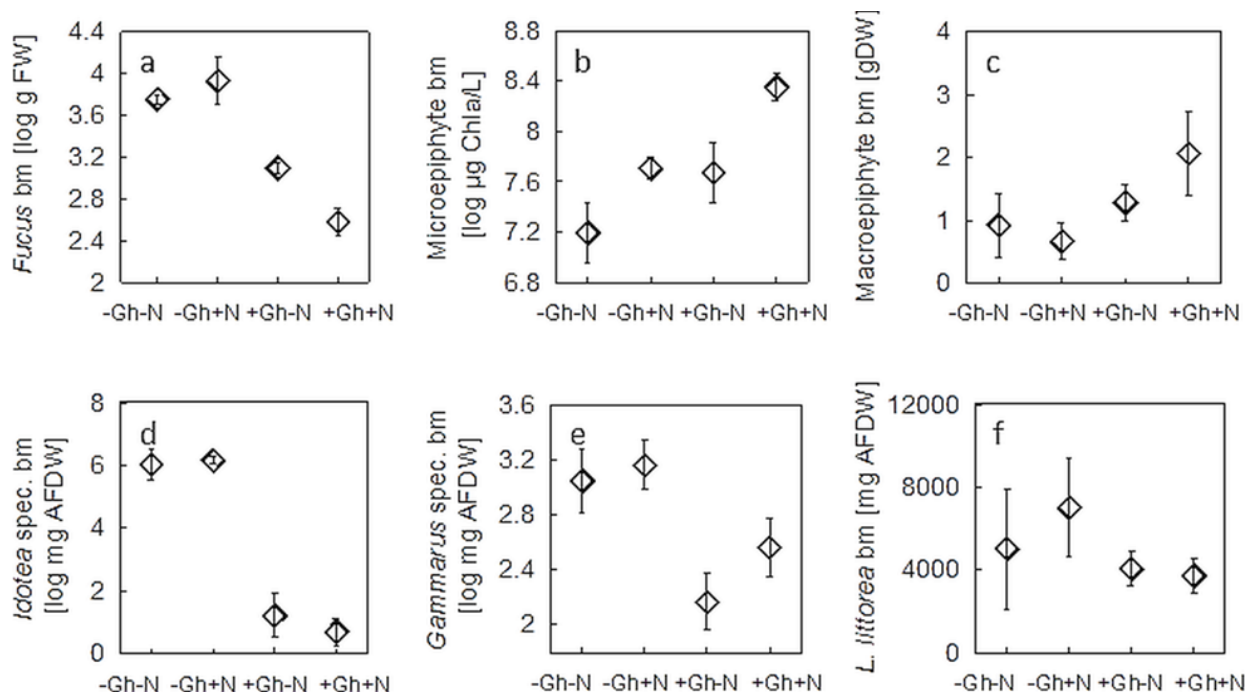 Fucus bm [log g FW]
4.4
4
3.6
3.2
2.8
2.4
2
a
-Gh-N -Gh+N +Gh-N +Gh+N
Microepiphyte bm
[log µg Chla/L]
8.8
8.4
8
7.6
7.2
6.8
b
-Gh-N -Gh+N +Gh-N +Gh+N
Macroepiphyte bm [gDW]
4
3
2
1
0
c
-Gh-N -Gh+N +Gh-N +Gh+N
Idotea spec. bm
[log mg AFDW]
8
6
4
2
0
d
-Gh-N -Gh+N +Gh-N +Gh+N
Gammarus spec. bm
[log mg AFDW]
3.6
3.2
2.8
2.4
2
e
-Gh-N -Gh+N +Gh-N +Gh+N
L. littorea bm [mg AFDW]
12000
8000
4000
0
f
-Gh-N -Gh+N +Gh-N +Gh+N